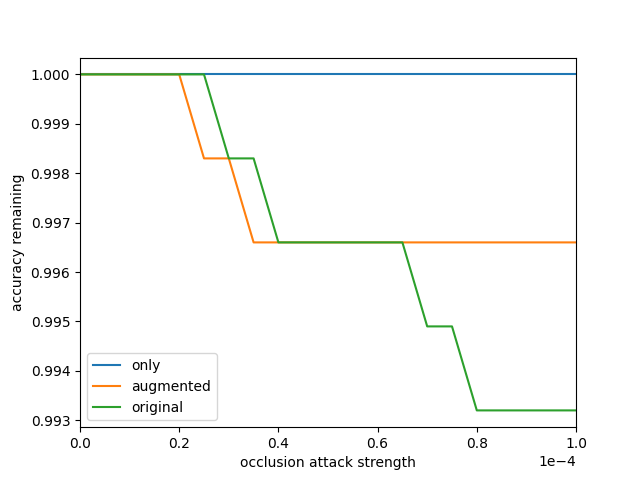 1.000
0.999
0.998
0.997
0.996
0.995
0.994
0.993
accuracy remaining
only
augmented
original
0.0 0.2 0.4 0.6 0.8 1.0
occlusion attack strength
1e−4